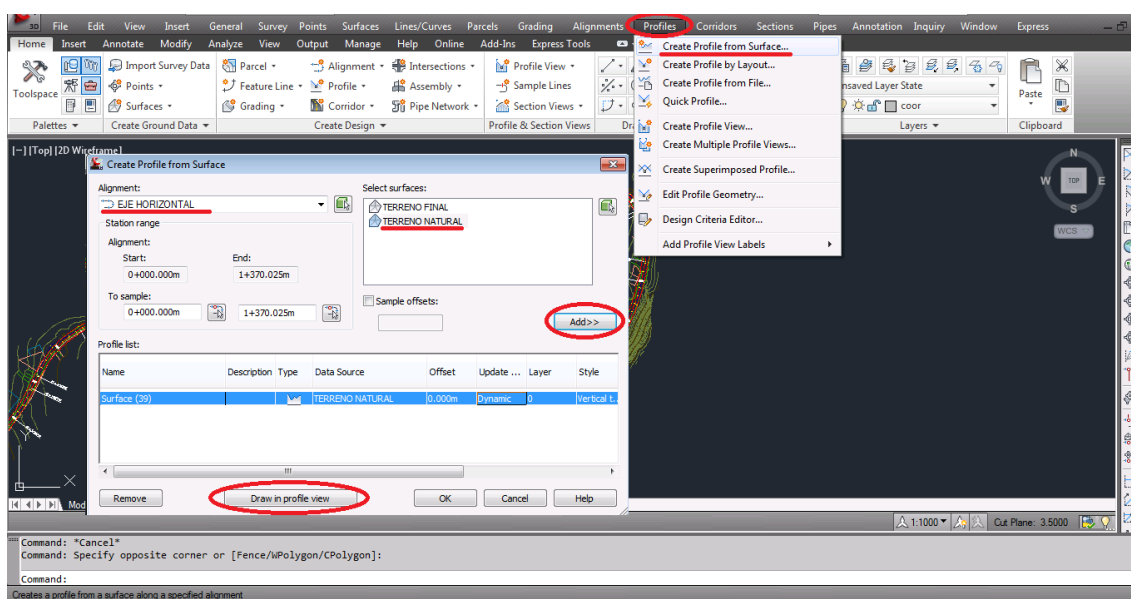 3D File Edit View Insert General Survey Points Surfaces Lines/Curves Parcels Grading Alignments Profiles Corridors Sections Pipes Annotation Inquiry Window Express
Home Insert Annotate Modify Analyze View Output Manage Help Online Add-Ins Express Tools
Create Profile from Surface...
Create Profile by Layout...
Create Profile from File...
Quick Profile...
Create Profile View...
Create Multiple Profile Views...
Create Superimposed Profile...
Edit Profile Geometry...
Design Criteria Editor...
Add Profile View Labels
Toolspace
Import Survey Data
Points
Surfaces
Parcel
Feature Line
Grading
Alignment
Profile
Corridor
Intersections
Assembly
Pipe Network
Profile View
Sample Lines
Section Views
nsaved Layer State
coor
Paste
Palettes
Create Ground Data
Create Design
Profile & Section Views
Layers
Clipboard
[-][Top][2D Wireframe]
N
W TOP E
S
WCS
Create Profile from Surface
Alignment:
EJE HORIZONTAL
Station range
Alignment:
Start: End:
0+000.000m 1+370.025m
To sample:
0+000.000m 1+370.025m
Select surfaces:
TERRENO FINAL
TERRENO NATURAL
Sample offsets:
Add>>
Profile list:
Name Description Type Data Source Offset Update ... Layer Style
Surface (39) TERRENO NATURAL 0.000m Dynamic 0 Vertical t...
Remove Draw in profile view OK Cancel Help
Mod
1:1000 Cut Plane: 3.5000
Command: *Cancel*
Command: Specify opposite corner or [Fence/WPolygon/CPolygon]:
Command:
Creates a profile from a surface along a specified alignment